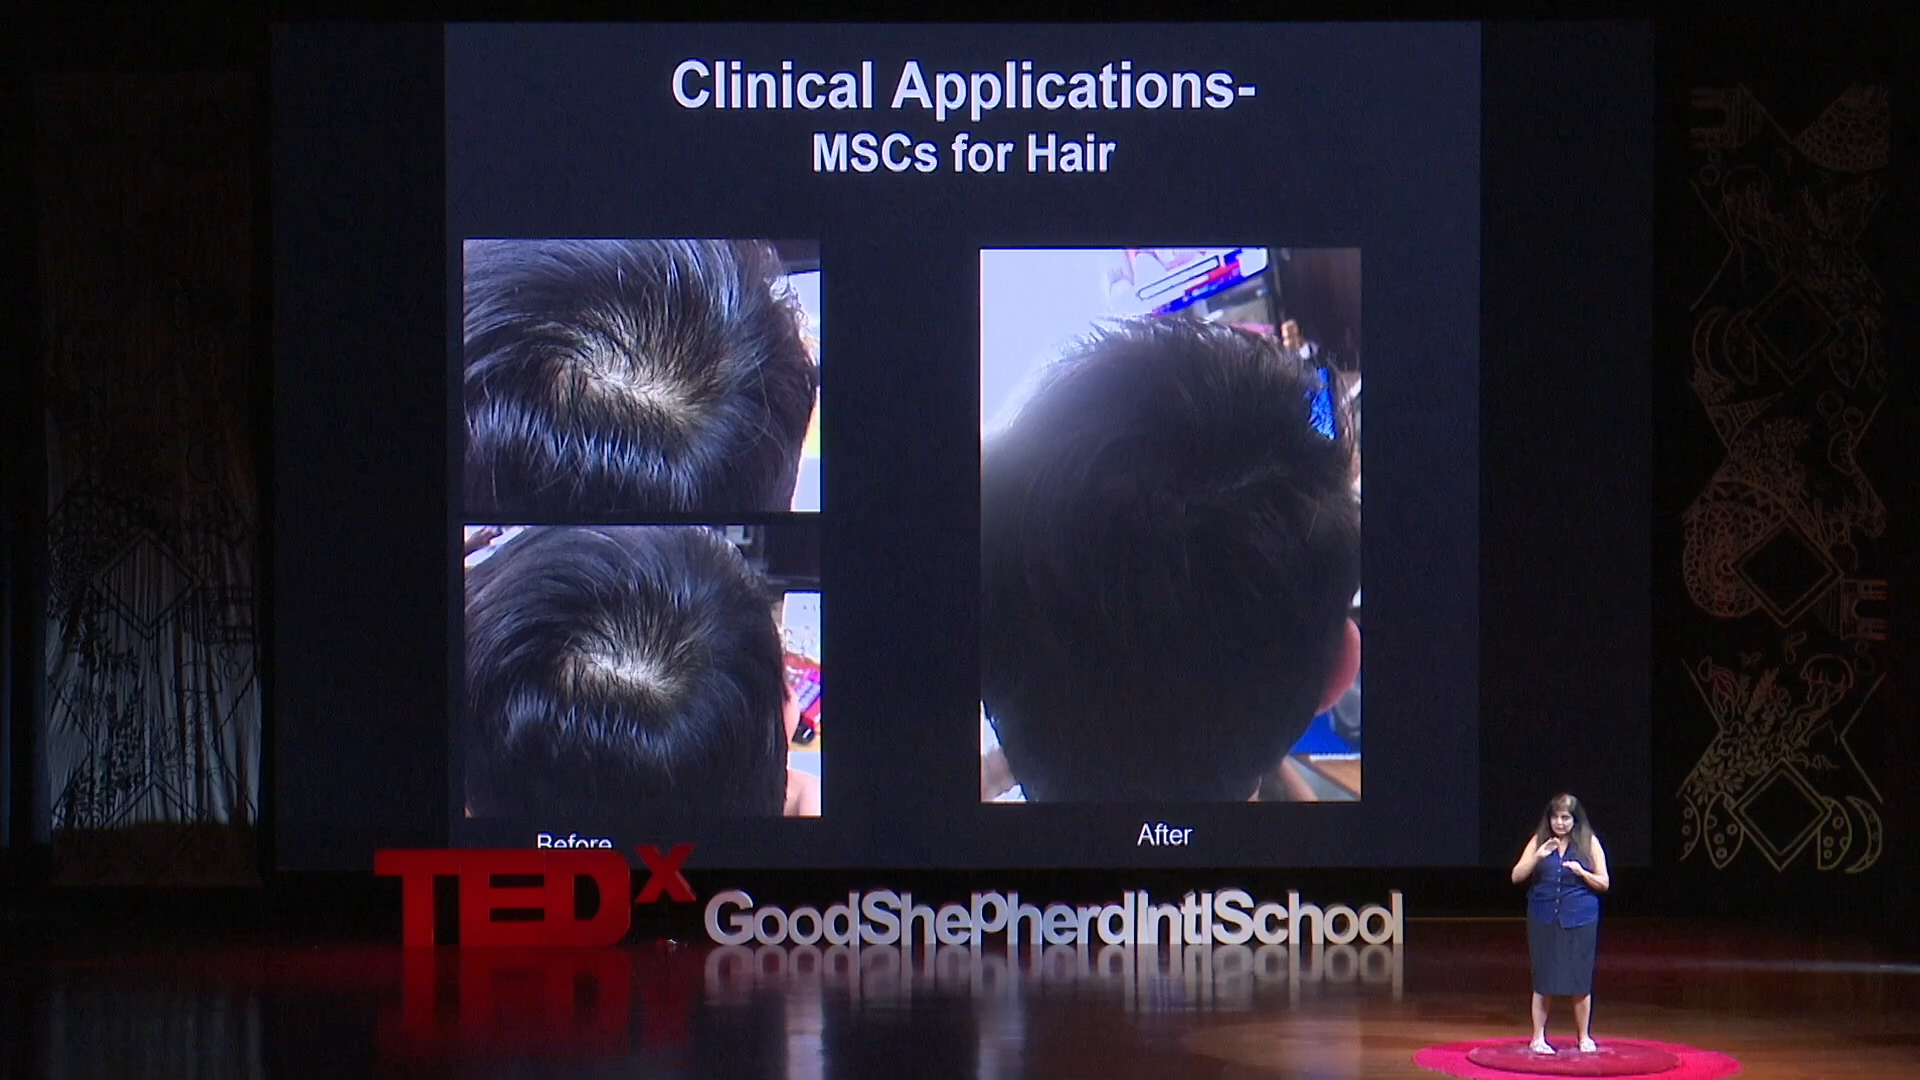 Clinical Applications-
MSCs for Hair
Before
After
TEDx
GoodShepherdIntlSchool